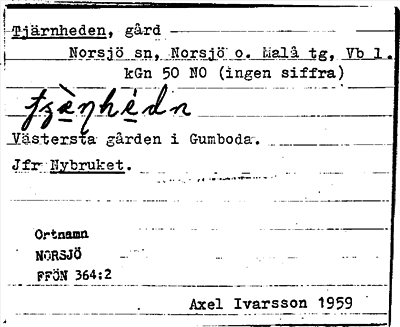 Tjärnheden, gård
Norsjö sn, Norsjö o. Malå tg, Vb l.
kGn 50 NO (ingen siffra)
Västersta gården i Gumboda.
Jfr Nybruket.
Ortnamn
NORSJÖ
FFÖN 364:2
Axel Ivarsson 1959